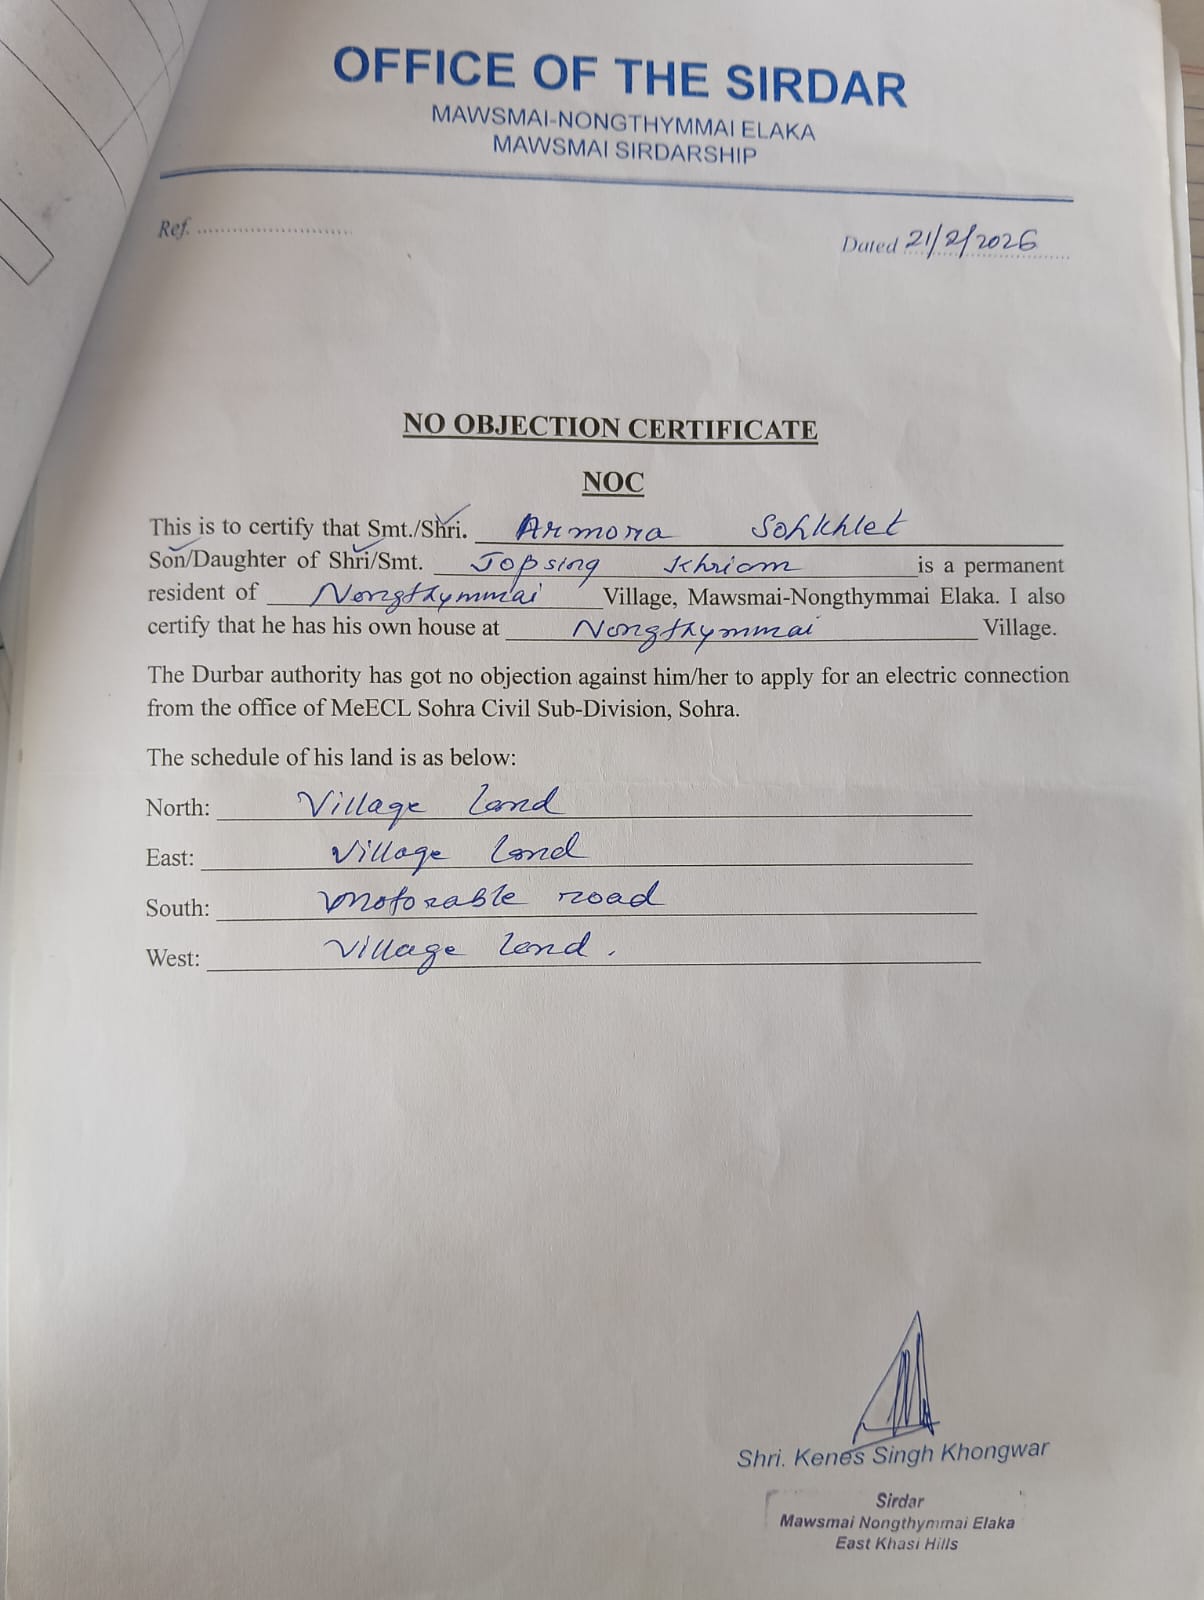 OFFICE OF THE SIRDAR
MAWSMAI-NONGTHYMMAI ELAKA
MAWSMAI SIRDARSHIP
Ref. ............................
Dated 21/2/2026
NO OBJECTION CERTIFICATE
NOC
This is to certify that Smt./Shri. Armora Sohkhlet
Son/Daughter of Shri/Smt. Jopsing Khriam is a permanent
resident of Nongthymmai Village, Mawsmai-Nongthymmai Elaka. I also
certify that he has his own house at Nongthymmai Village.
The Durbar authority has got no objection against him/her to apply for an electric connection
from the office of MeECL Sohra Civil Sub-Division, Sohra.
The schedule of his land is as below:
North: Village land
East: Village land
South: motorable road
West: Village land.
Shri. Kenes Singh Khongwar
Sirdar
Mawsmai Nongthymmai Elaka
East Khasi Hills